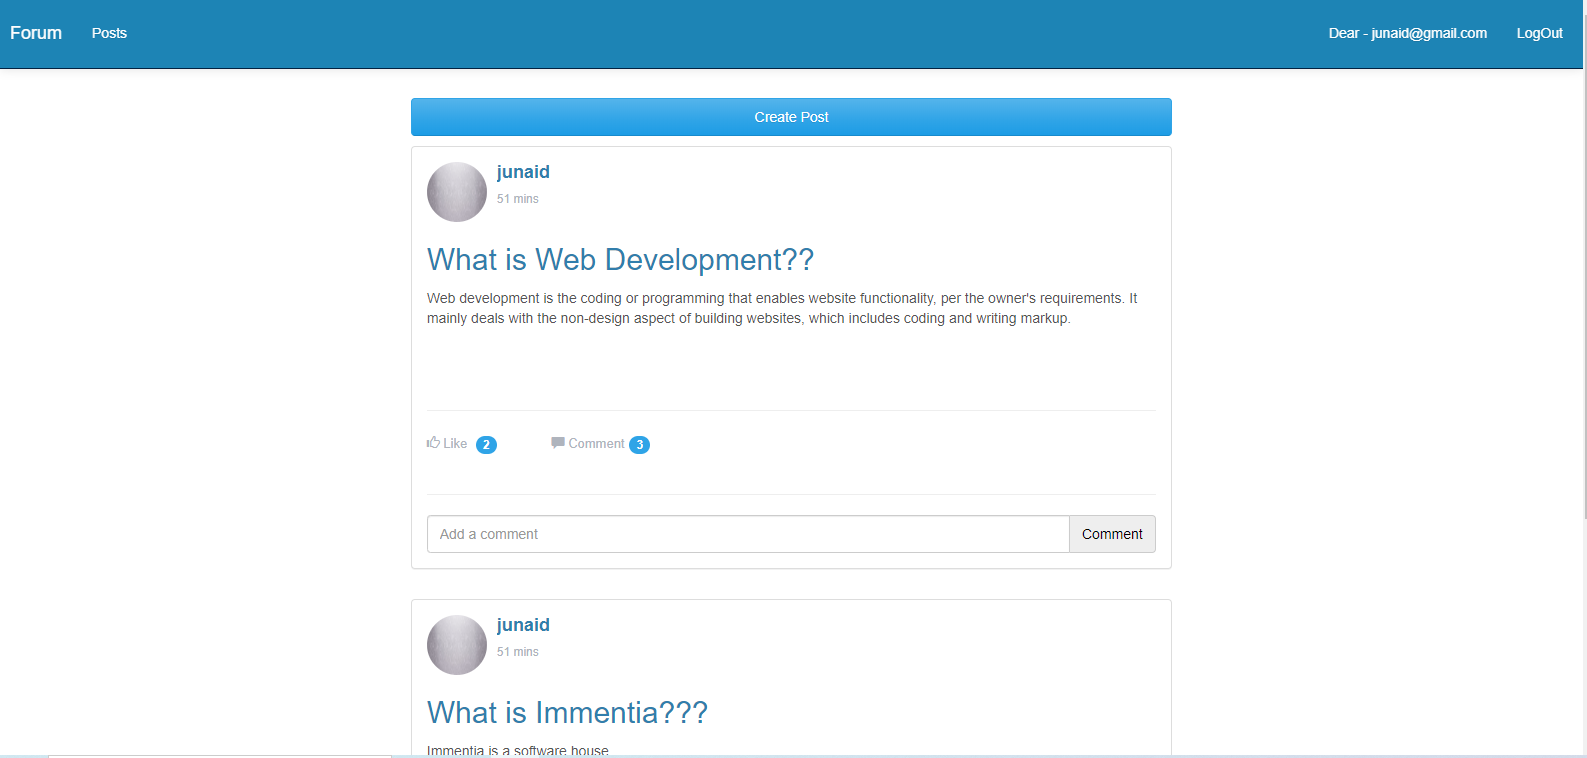 Forum Posts Dear - junaid@gmail.com LogOut
Create Post
junaid
51 mins
What is Web Development??
Web development is the coding or programming that enables website functionality, per the owner's requirements. It
mainly deals with the non-design aspect of building websites, which includes coding and writing markup.
Like 2 Comment 3
Add a comment Comment
junaid
51 mins
What is Immentia???
Immentia is a software house